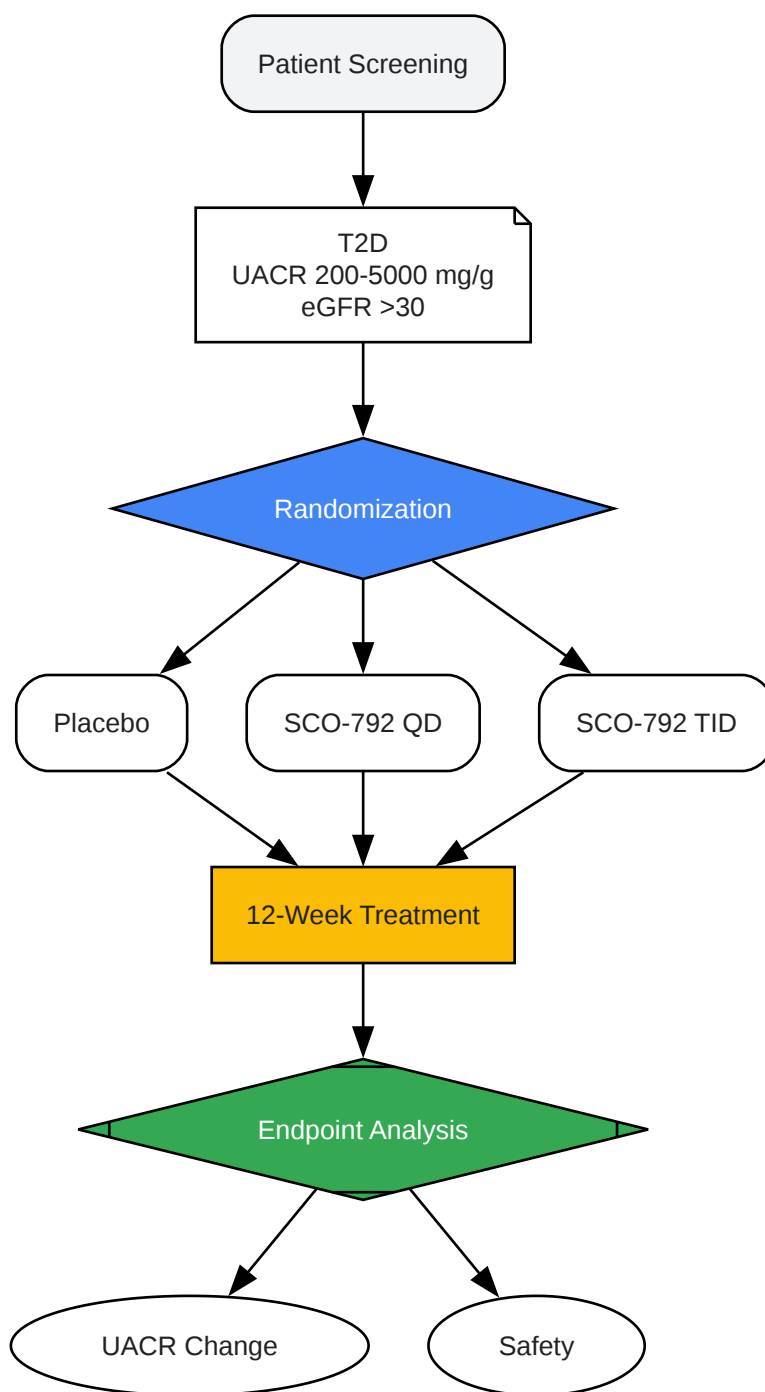 Patient Screening
T2D
UACR 200-5000 mg/g
eGFR >30
Randomization
Placebo
SCO-792 QD
SCO-792 TID
12-Week Treatment
Endpoint Analysis
UACR Change
Safety